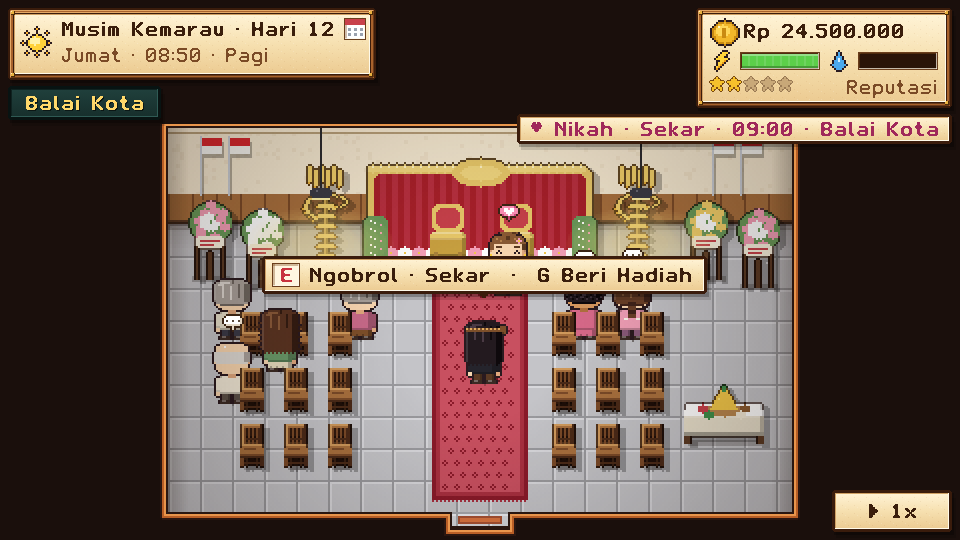 Musim Kemarau · Hari 12
Jumat · 08:50 · Pagi
Rp 24.500.000
Reputasi
Balai Kota
Nikah · Sekar · 09:00 · Balai Kota
E Ngobrol · Sekar · G Beri Hadiah
1x